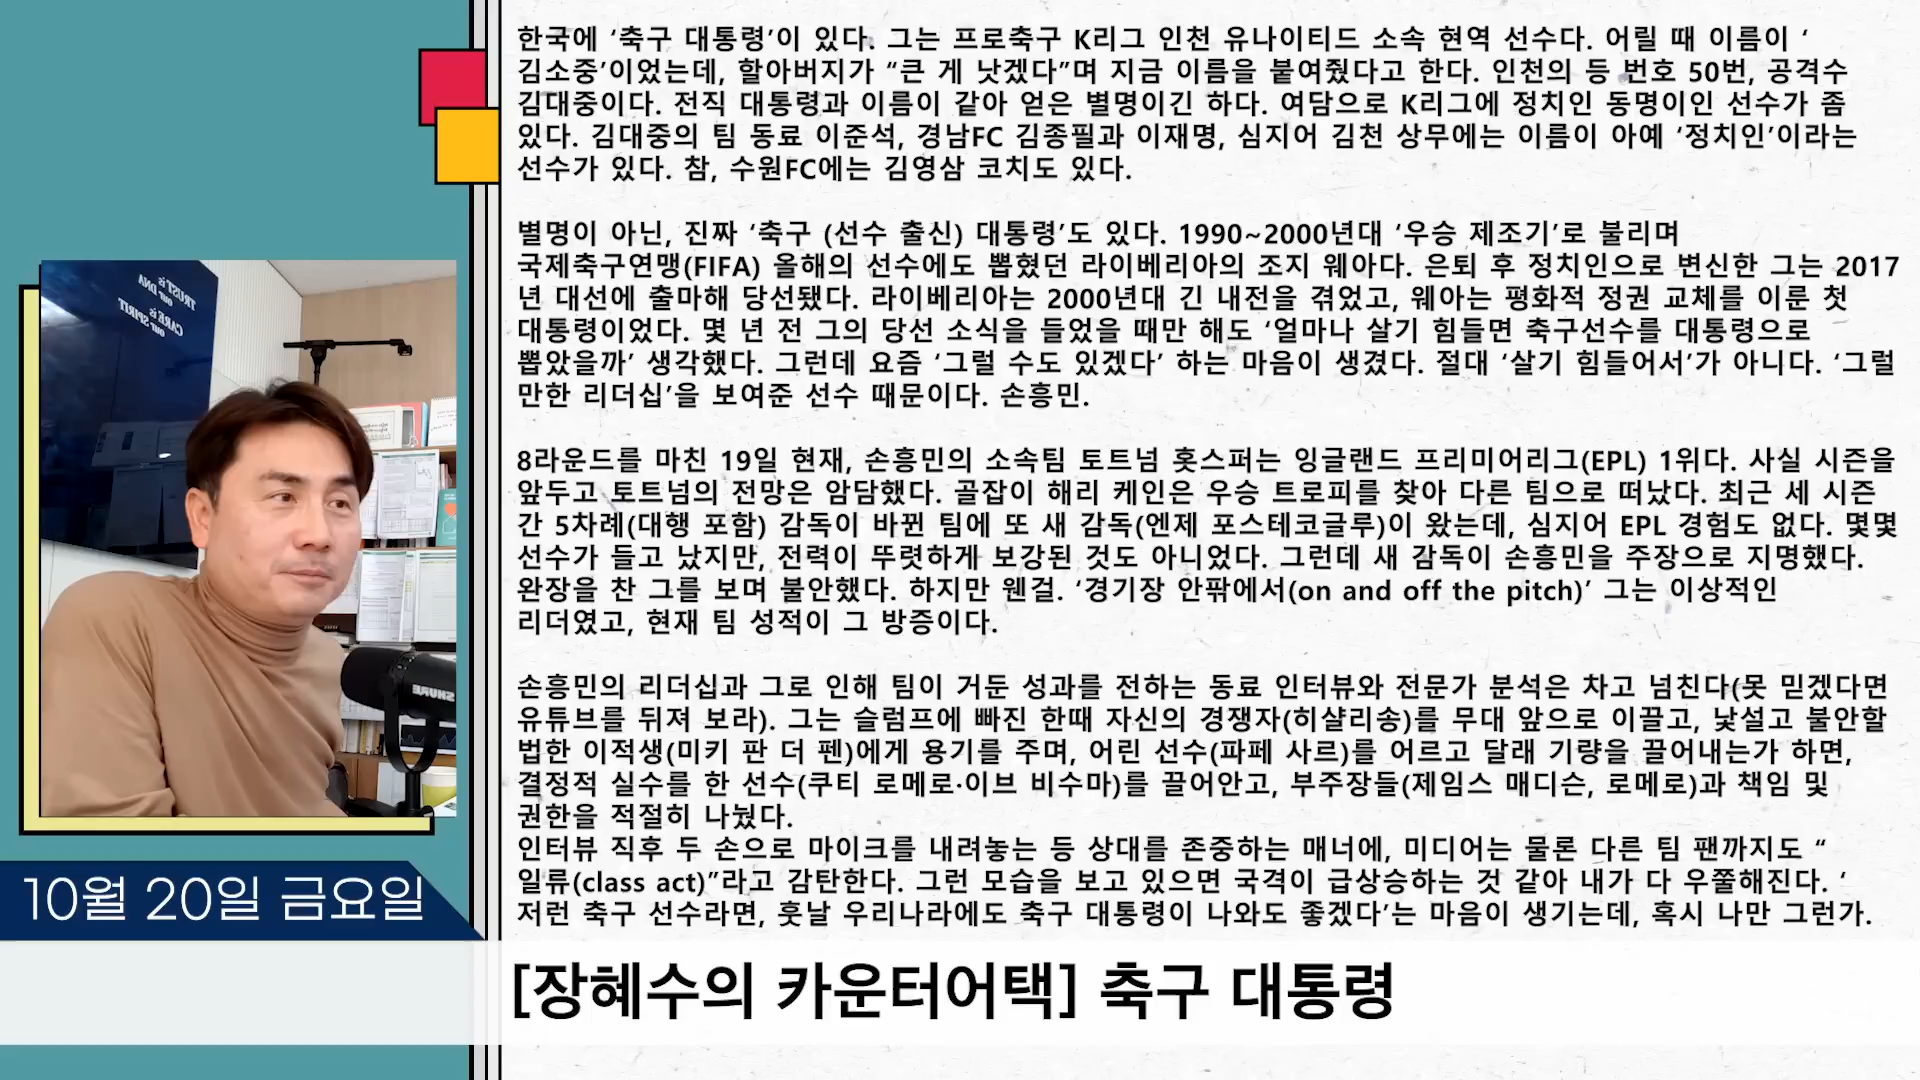 한국에 ‘축구 대통령’이 있다. 그는 프로축구 K리그 인천 유나이티드 소속 현역 선수다. 어릴 때 이름이 ‘
김소중’이었는데, 할아버지가 “큰 게 낫겠다”며 지금 이름을 붙여줬다고 한다. 인천의 등 번호 50번, 공격수
김대중이다. 전직 대통령과 이름이 같아 얻은 별명이긴 하다. 여담으로 K리그에 정치인 동명이인 선수가 좀
있다. 김대중의 팀 동료 이준석, 경남FC 김종필과 이재명, 심지어 김천 상무에는 이름이 아예 ‘정치인’이라는
선수가 있다. 참, 수원FC에는 김영삼 코치도 있다.
별명이 아닌, 진짜 ‘축구 (선수 출신) 대통령’도 있다. 1990~2000년대 ‘우승 제조기’로 불리며
국제축구연맹(FIFA) 올해의 선수에도 뽑혔던 라이베리아의 조지 웨아다. 은퇴 후 정치인으로 변신한 그는 2017
년 대선에 출마해 당선됐다. 라이베리아는 2000년대 긴 내전을 겪었고, 웨아는 평화적 정권 교체를 이룬 첫
대통령이었다. 몇 년 전 그의 당선 소식을 들었을 때만 해도 ‘얼마나 살기 힘들면 축구선수를 대통령으로
뽑았을까’ 생각했다. 그런데 요즘 ‘그럴 수도 있겠다’ 하는 마음이 생겼다. 절대 ‘살기 힘들어서’가 아니다. ‘그럴
만한 리더십’을 보여준 선수 때문이다. 손흥민.
8라운드를 마친 19일 현재, 손흥민의 소속팀 토트넘 홋스퍼는 잉글랜드 프리미어리그(EPL) 1위다. 사실 시즌을
앞두고 토트넘의 전망은 암담했다. 골잡이 해리 케인은 우승 트로피를 찾아 다른 팀으로 떠났다. 최근 세 시즌
간 5차례(대행 포함) 감독이 바뀐 팀에 또 새 감독(엔제 포스테코글루)이 왔는데, 심지어 EPL 경험도 없다. 몇몇
선수가 들고 났지만, 전력이 뚜렷하게 보강된 것도 아니었다. 그런데 새 감독이 손흥민을 주장으로 지명했다.
완장을 찬 그를 보며 불안했다. 하지만 웬걸. ‘경기장 안팎에서(on and off the pitch)’ 그는 이상적인
리더였고, 현재 팀 성적이 그 방증이다.
손흥민의 리더십과 그로 인해 팀이 거둔 성과를 전하는 동료 인터뷰와 전문가 분석은 차고 넘친다(못 믿겠다면
유튜브를 뒤져 보라). 그는 슬럼프에 빠진 한때 자신의 경쟁자(히샬리송)를 무대 앞으로 이끌고, 낯설고 불안할
법한 이적생(미키 판 더 펜)에게 용기를 주며, 어린 선수(파페 사르)를 어르고 달래 기량을 끌어내는가 하면,
결정적 실수를 한 선수(쿠티 로메로·이브 비수마)를 끌어안고, 부주장들(제임스 매디슨, 로메로)과 책임 및
권한을 적절히 나눴다.
인터뷰 직후 두 손으로 마이크를 내려놓는 등 상대를 존중하는 매너에, 미디어는 물론 다른 팀 팬까지도 “
일류(class act)”라고 감탄한다. 그런 모습을 보고 있으면 국격이 급상승하는 것 같아 내가 다 우쭐해진다. ‘
저런 축구 선수라면, 훗날 우리나라에도 축구 대통령이 나와도 좋겠다’는 마음이 생기는데, 혹시 나만 그런가.
TRUST is
our DNA
CARE is
our SPIRIT
SHURE
10월 20일 금요일
[장혜수의 카운터어택] 축구 대통령